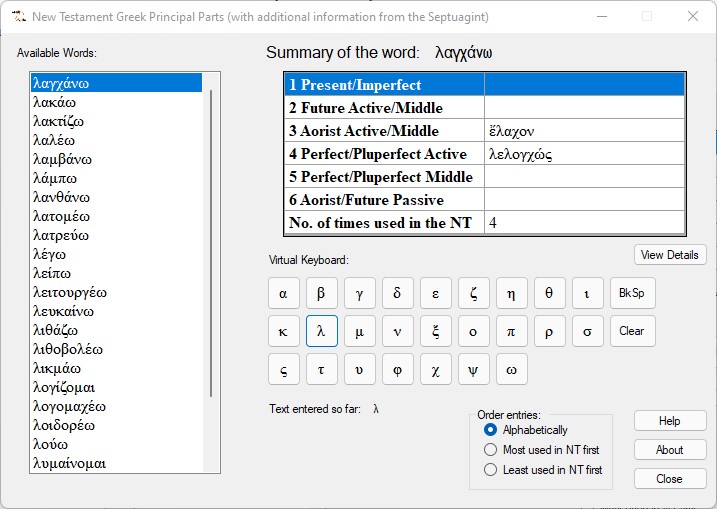 New Testament Greek Principal Parts (with additional information from the Septuagint)
Available Words:
λαγχάνω
λακάω
λακτίζω
λαλέω
λαμβάνω
λάμπω
λανθάνω
λατομέω
λατρεύω
λέγω
λείπω
λειτουργέω
λευκαίνω
λιθάζω
λιθοβολέω
λικμάω
λογίζομαι
λογομαχέω
λοιδορέω
λούω
λυμαίνομαι
Summary of the word: λαγχάνω
1 Present/Imperfect
2 Future Active/Middle
3 Aorist Active/Middle ἔλαχον
4 Perfect/Pluperfect Active λελογχώς
5 Perfect/Pluperfect Middle
6 Aorist/Future Passive
No. of times used in the NT 4
View Details
Virtual Keyboard:
α β γ δ ε ζ η θ ι BkSp
κ λ μ ν ξ ο π ρ σ Clear
ς τ υ φ χ ψ ω
Text entered so far: λ
Order entries:
Alphabetically
Most used in NT first
Least used in NT first
Help
About
Close